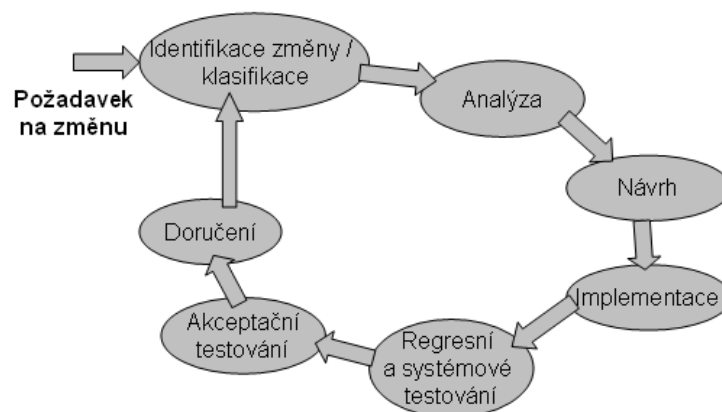 Identifikace změny /
klasifikace
Požadavek
na změnu
Analýza
Návrh
Implementace
Regresní
a systémové
testování
Akceptační
testování
Doručení